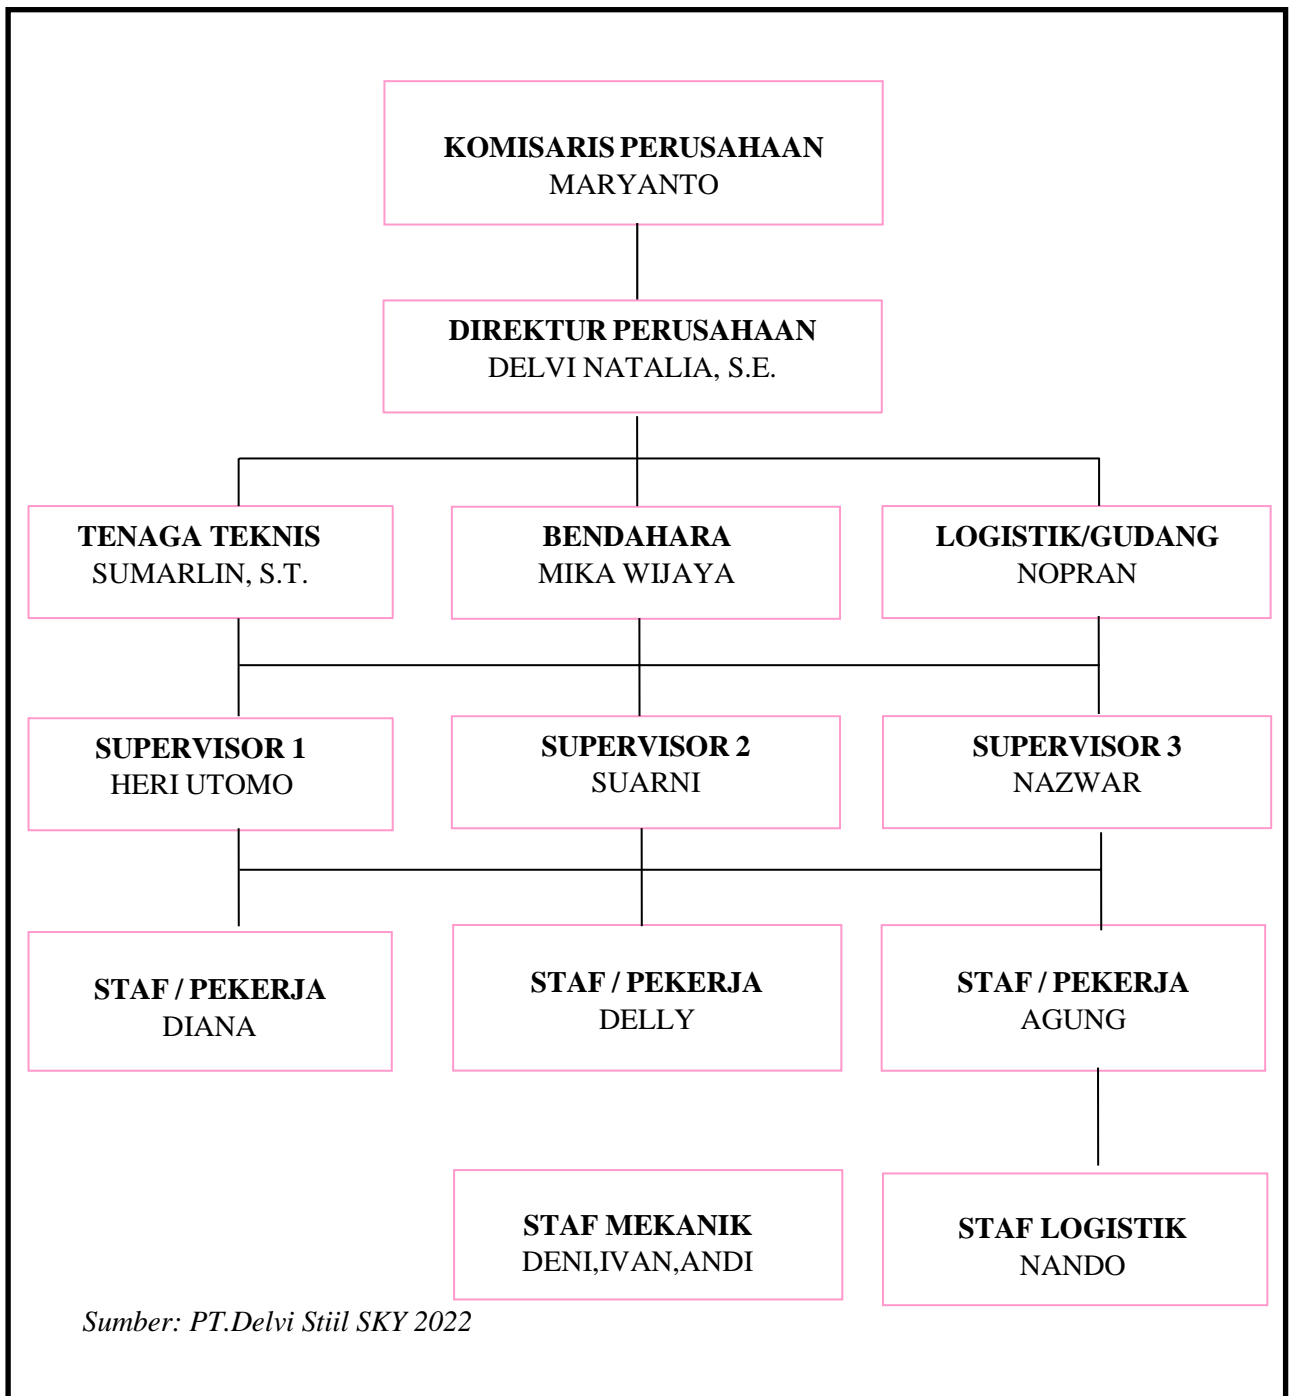 KOMISARIS PERUSAHAAN
MARYANTO
DIREKTUR PERUSAHAAN
DELVI NATALIA, S.E.
TENAGA TEKNIS
SUMARLIN, S.T.
BENDAHARA
MIKA WIJAYA
LOGISTIK/GUDANG
NOPRAN
SUPERVISOR 1
HERI UTOMO
SUPERVISOR 2
SUARNI
SUPERVISOR 3
NAZWAR
STAF / PEKERJA
DIANA
STAF / PEKERJA
DELLY
STAF / PEKERJA
AGUNG
STAF MEKANIK
DENI,IVAN,ANDI
STAF LOGISTIK
NANDO
Sumber: PT.Delvi Stiil SKY 2022